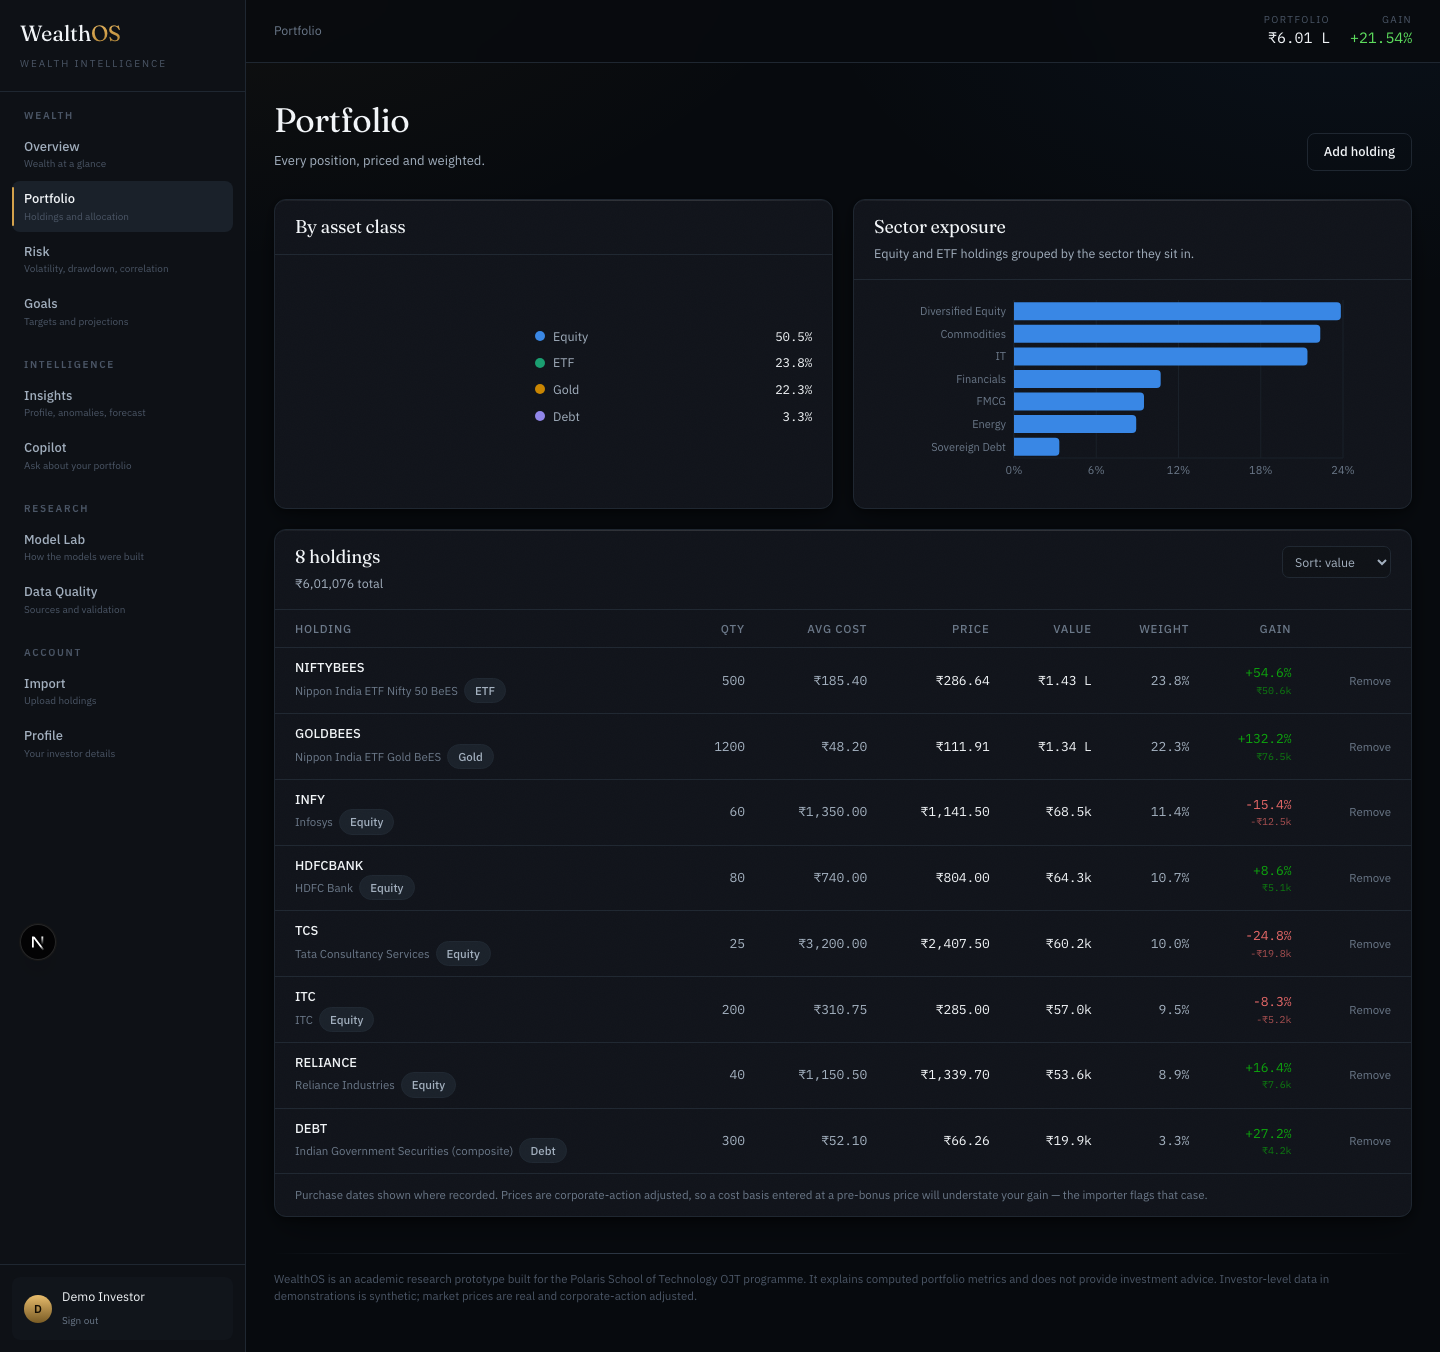 WealthOS
WEALTH INTELLIGENCE
WEALTH
Overview
Wealth at a glance
Portfolio
Holdings and allocation
Risk
Volatility, drawdown, correlation
Goals
Targets and projections
INTELLIGENCE
Insights
Profile, anomalies, forecast
Copilot
Ask about your portfolio
RESEARCH
Model Lab
How the models were built
Data Quality
Sources and validation
ACCOUNT
Import
Upload holdings
Profile
Your investor details
N
D
Demo Investor
Sign out
Portfolio
PORTFOLIO GAIN
₹6.01 L +21.54%
Portfolio
Every position, priced and weighted.
Add holding
By asset class
Equity 50.5%
ETF 23.8%
Gold 22.3%
Debt 3.3%
Sector exposure
Equity and ETF holdings grouped by the sector they sit in.
Diversified Equity
Commodities
IT
Financials
FMCG
Energy
Sovereign Debt
0% 6% 12% 18% 24%
8 holdings
₹6,01,076 total
Sort: value
HOLDING QTY AVG COST PRICE VALUE WEIGHT GAIN
NIFTYBEES
Nippon India ETF Nifty 50 BeES ETF 500 ₹185.40 ₹286.64 ₹1.43 L 23.8% +54.6% Remove
₹50.6k
GOLDBEES
Nippon India ETF Gold BeES Gold 1200 ₹48.20 ₹111.91 ₹1.34 L 22.3% +132.2% Remove
₹76.5k
INFY
Infosys Equity 60 ₹1,350.00 ₹1,141.50 ₹68.5k 11.4% -15.4% Remove
-₹12.5k
HDFCBANK
HDFC Bank Equity 80 ₹740.00 ₹804.00 ₹64.3k 10.7% +8.6% Remove
₹5.1k
TCS
Tata Consultancy Services Equity 25 ₹3,200.00 ₹2,407.50 ₹60.2k 10.0% -24.8% Remove
-₹19.8k
ITC
ITC Equity 200 ₹310.75 ₹285.00 ₹57.0k 9.5% -8.3% Remove
-₹5.2k
RELIANCE
Reliance Industries Equity 40 ₹1,150.50 ₹1,339.70 ₹53.6k 8.9% +16.4% Remove
₹7.6k
DEBT
Indian Government Securities (composite) Debt 300 ₹52.10 ₹66.26 ₹19.9k 3.3% +27.2% Remove
₹4.2k
Purchase dates shown where recorded. Prices are corporate-action adjusted, so a cost basis entered at a pre-bonus price will understate your gain — the importer flags that case.
WealthOS is an academic research prototype built for the Polaris School of Technology OJT programme. It explains computed portfolio metrics and does not provide investment advice. Investor-level data in
demonstrations is synthetic; market prices are real and corporate-action adjusted.